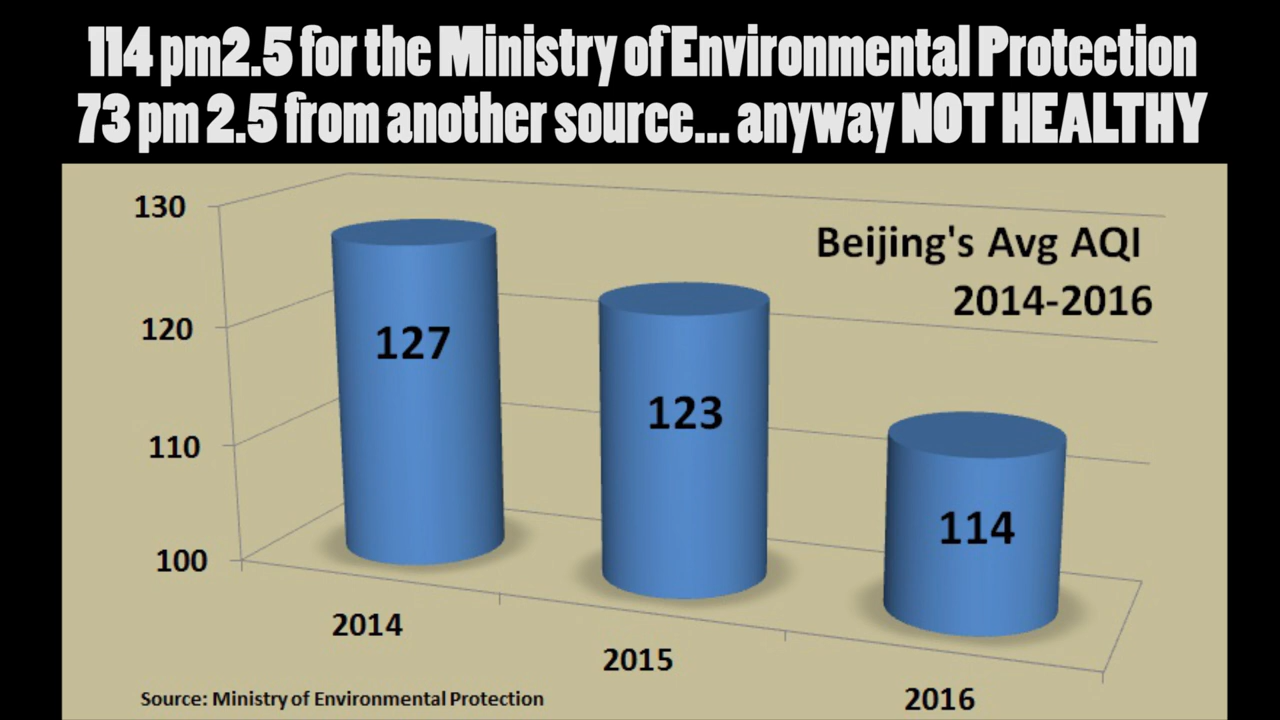 114 pm2.5 for the Ministry of Environmental Protection
73 pm 2.5 from another source... anyway NOT HEALTHY
Beijing's Avg AQI
2014-2016
130
120
110
100
127
123
114
2014
2015
2016
Source: Ministry of Environmental Protection